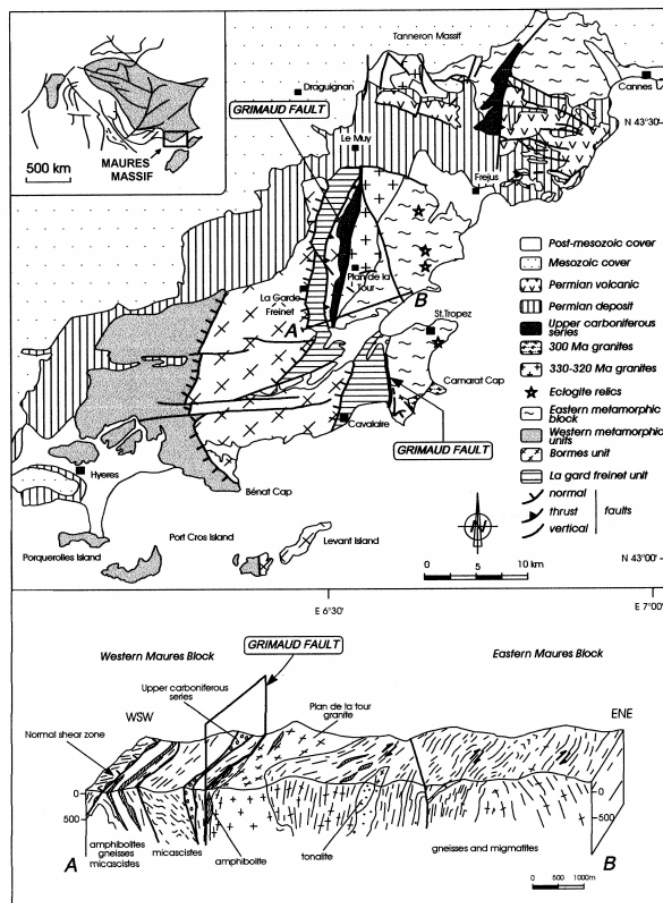 Tanneron Massif
Draguignan
Cannes
GRIMAUD FAULT
N 43°30'
Le Muy
500 km
MAURES
MASSIF
Frejus
Plan de la
Tour
La Garde
Freinet
A
B
St.Tropez
Camarat Cap
Cavalaire
GRIMAUD FAULT
Hyeres
Bénat Cap
Port Cros Island
Levant Island
Porquerolles Island
N
0 5 10 km
N 43°00'
E 6°30'
E 7°00'
Post-mesozoic cover
Mesozoic cover
Permian volcanic
Permian deposit
Upper carboniferous
series
300 Ma granites
330-320 Ma granites
Eclogite relics
Eastern metamorphic
block
Western metamorphic
units
Bormes unit
La gard freinet unit
normal
thrust
vertical
faults
Western Maures Block
GRIMAUD FAULT
Eastern Maures Block
Upper carboniferous
series
Plan de la tour
granite
WSW
ENE
Normal shear zone
0
500
0
500
amphibolites
gneisses
micascistes
micascistes
amphibolite
tonalite
gneisses and migmattites
A
B
0 500 1000m